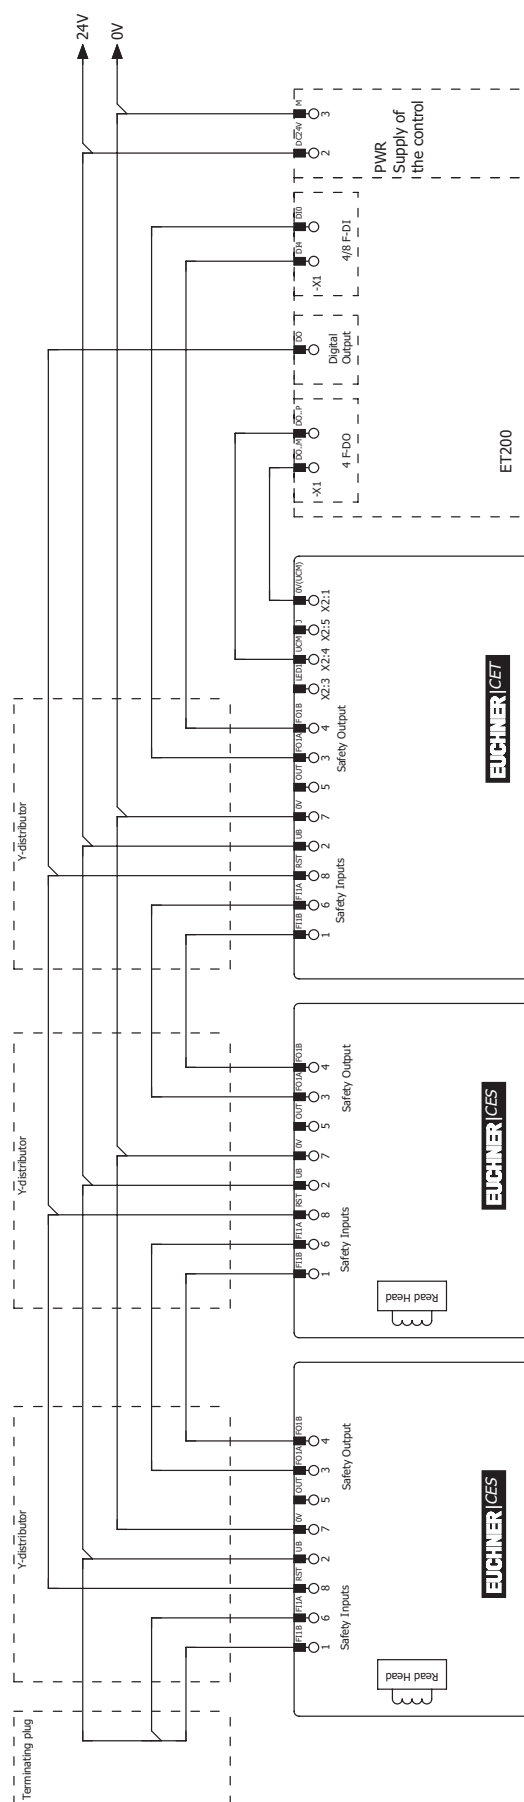 24V
0V
M
3
DC24V
2
PWR
Supply of
the control
DI0
DI4
-X1
4/8 F-DI
DO
Digital
Output
DO..P
DO..M
-X1
4 F-DO
ET200
0V(UCM)
X2:1
J
X2:5
UCM
X2:4
LED1
X2:3
FO1B
4
FO1A
3
Safety Output
OUT
5
0V
7
UB
2
RST
8
FI1A
6
FI1B
1
Safety Inputs
Y-distributor
EUCHNER|CET
FO1B
4
FO1A
3
Safety Output
OUT
5
0V
7
UB
2
RST
8
FI1A
6
FI1B
1
Safety Inputs
Y-distributor
EUCHNER|CES
Read Head
FO1B
4
FO1A
3
Safety Output
OUT
5
0V
7
UB
2
RST
8
FI1A
6
FI1B
1
Safety Inputs
Y-distributor
EUCHNER|CES
Read Head
Terminating plug